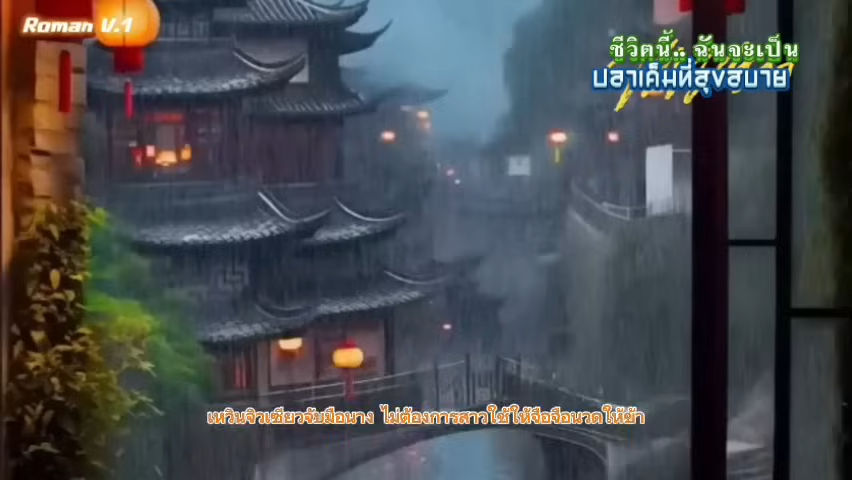 Roman V.1
ชีวิตนี้.. ฉันจะเป็น
ปลาเค็มที่สุขสบาย
เหวินจิวเซียวจับมือนาง ไม่ต้องการสาวใช้ให้จือจือนวดให้ข้า